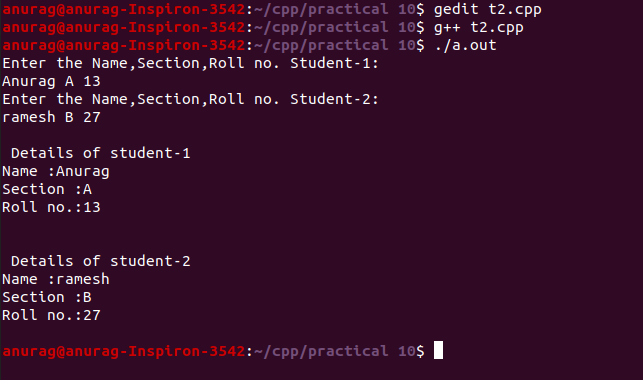 anurag@anurag-Inspiron-3542:~/cpp/practical 10$ gedit t2.cpp
anurag@anurag-Inspiron-3542:~/cpp/practical 10$ g++ t2.cpp
anurag@anurag-Inspiron-3542:~/cpp/practical 10$ ./a.out
Enter the Name,Section,Roll no. Student-1:
Anurag A 13
Enter the Name,Section,Roll no. Student-2:
ramesh B 27
Details of student-1
Name :Anurag
Section :A
Roll no.:13
Details of student-2
Name :ramesh
Section :B
Roll no.:27
anurag@anurag-Inspiron-3542:~/cpp/practical 10$